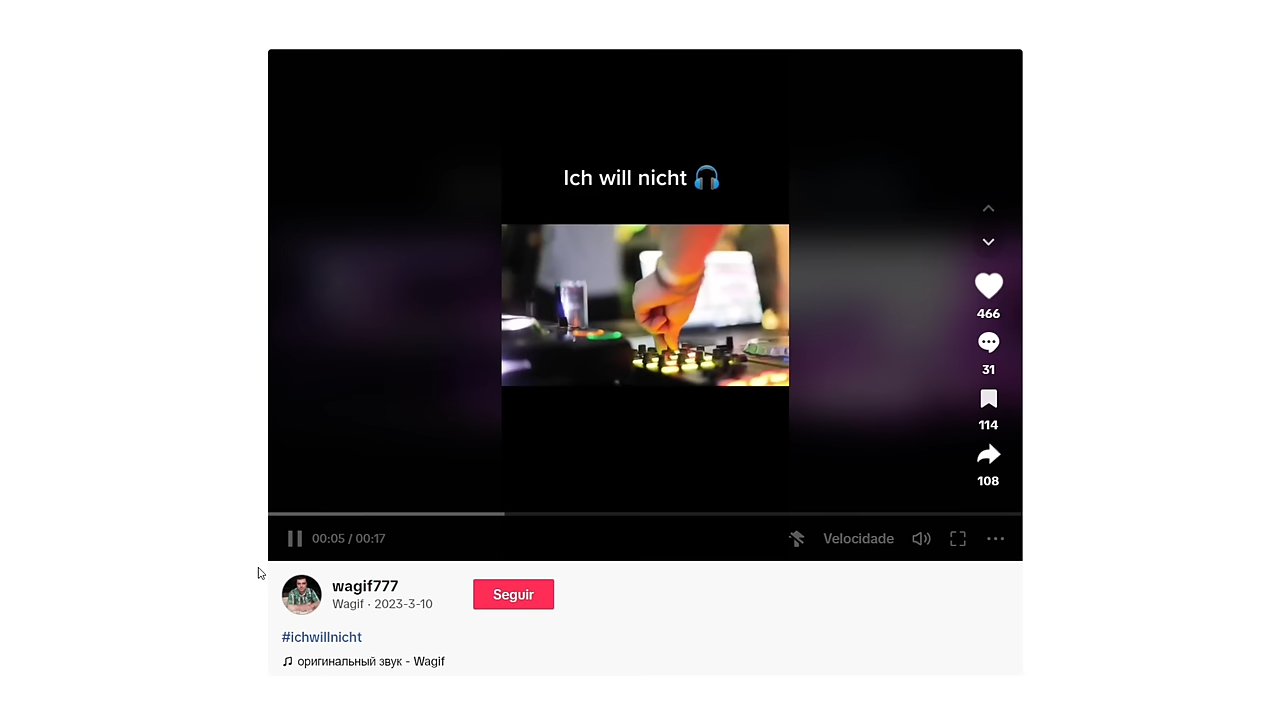 Ich will nicht 🎧
466
31
114
108
00:05 / 00:17
Velocidade
wagif777
Wagif · 2023-3-10
Seguir
#ichwillnicht
оригинальный звук - Wagif